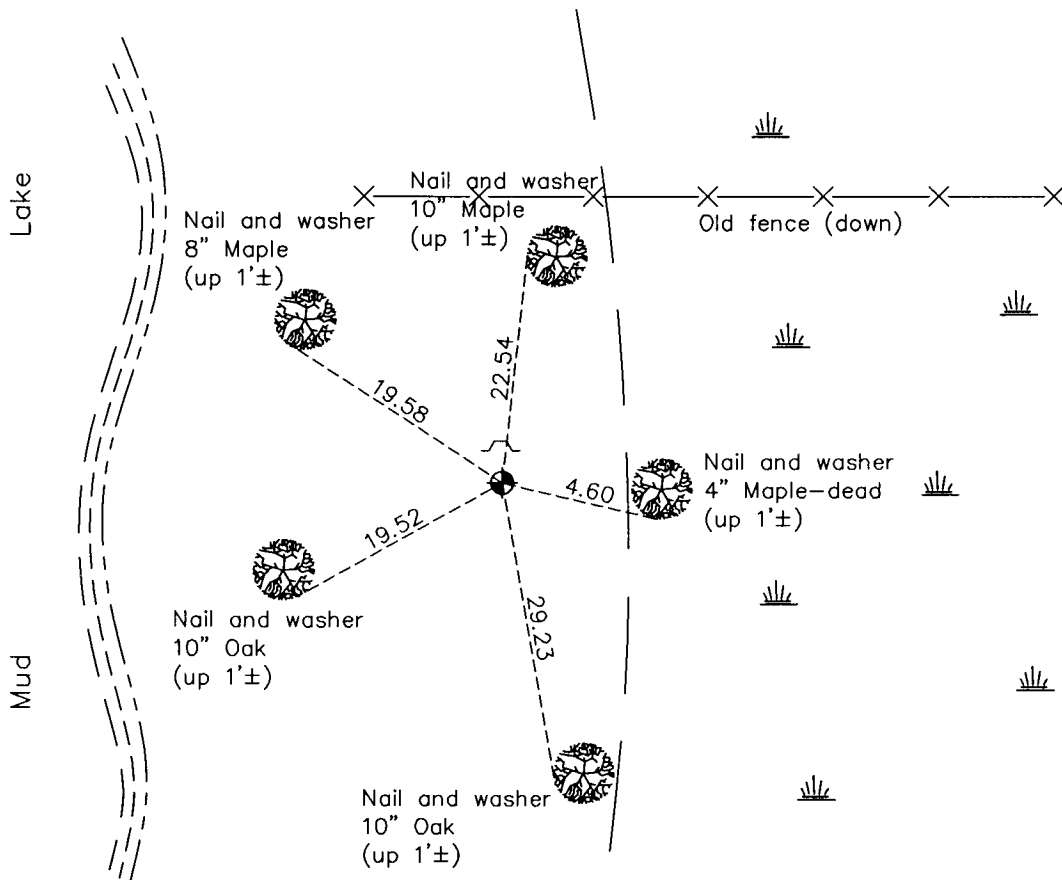 Lake
Nail and washer
10" Maple
(up 1'±)
Nail and washer
8" Maple
(up 1'±)
Old fence (down)
22.54
19.58
Nail and washer
4" Maple-dead
(up 1'±)
4.60
19.52
Nail and washer
10" Oak
(up 1'±)
29.23
Mud
Nail and washer
10" Oak
(up 1'±)